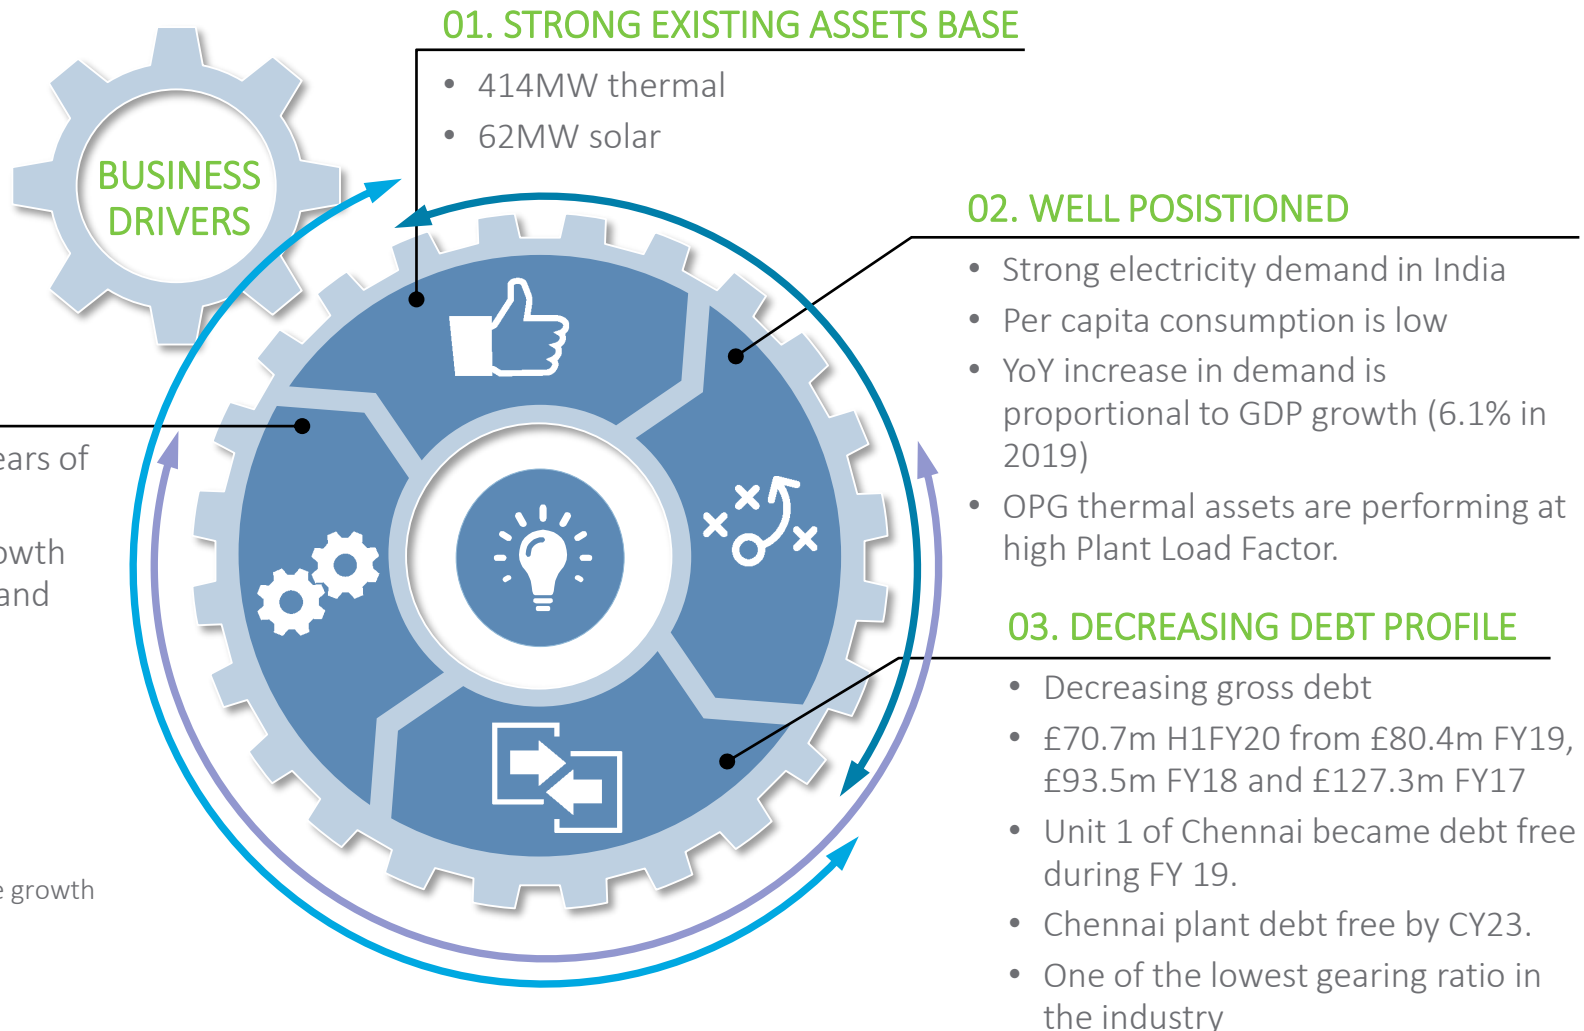 01. STRONG EXISTING ASSETS BASE
• 414MW thermal
• 62MW solar
BUSINESS
DRIVERS
02. WELL POSISTIONED
• Strong electricity demand in India
• Per capita consumption is low
• YoY increase in demand is
proportional to GDP growth (6.1% in
2019)
• OPG thermal assets are performing at
high Plant Load Factor.
03. DECREASING DEBT PROFILE
• Decreasing gross debt
• £70.7m H1FY20 from £80.4m FY19,
£93.5m FY18 and £127.3m FY17
• Unit 1 of Chennai became debt free
during FY 19.
• Chennai plant debt free by CY23.
• One of the lowest gearing ratio in
the industry
of
and
growth